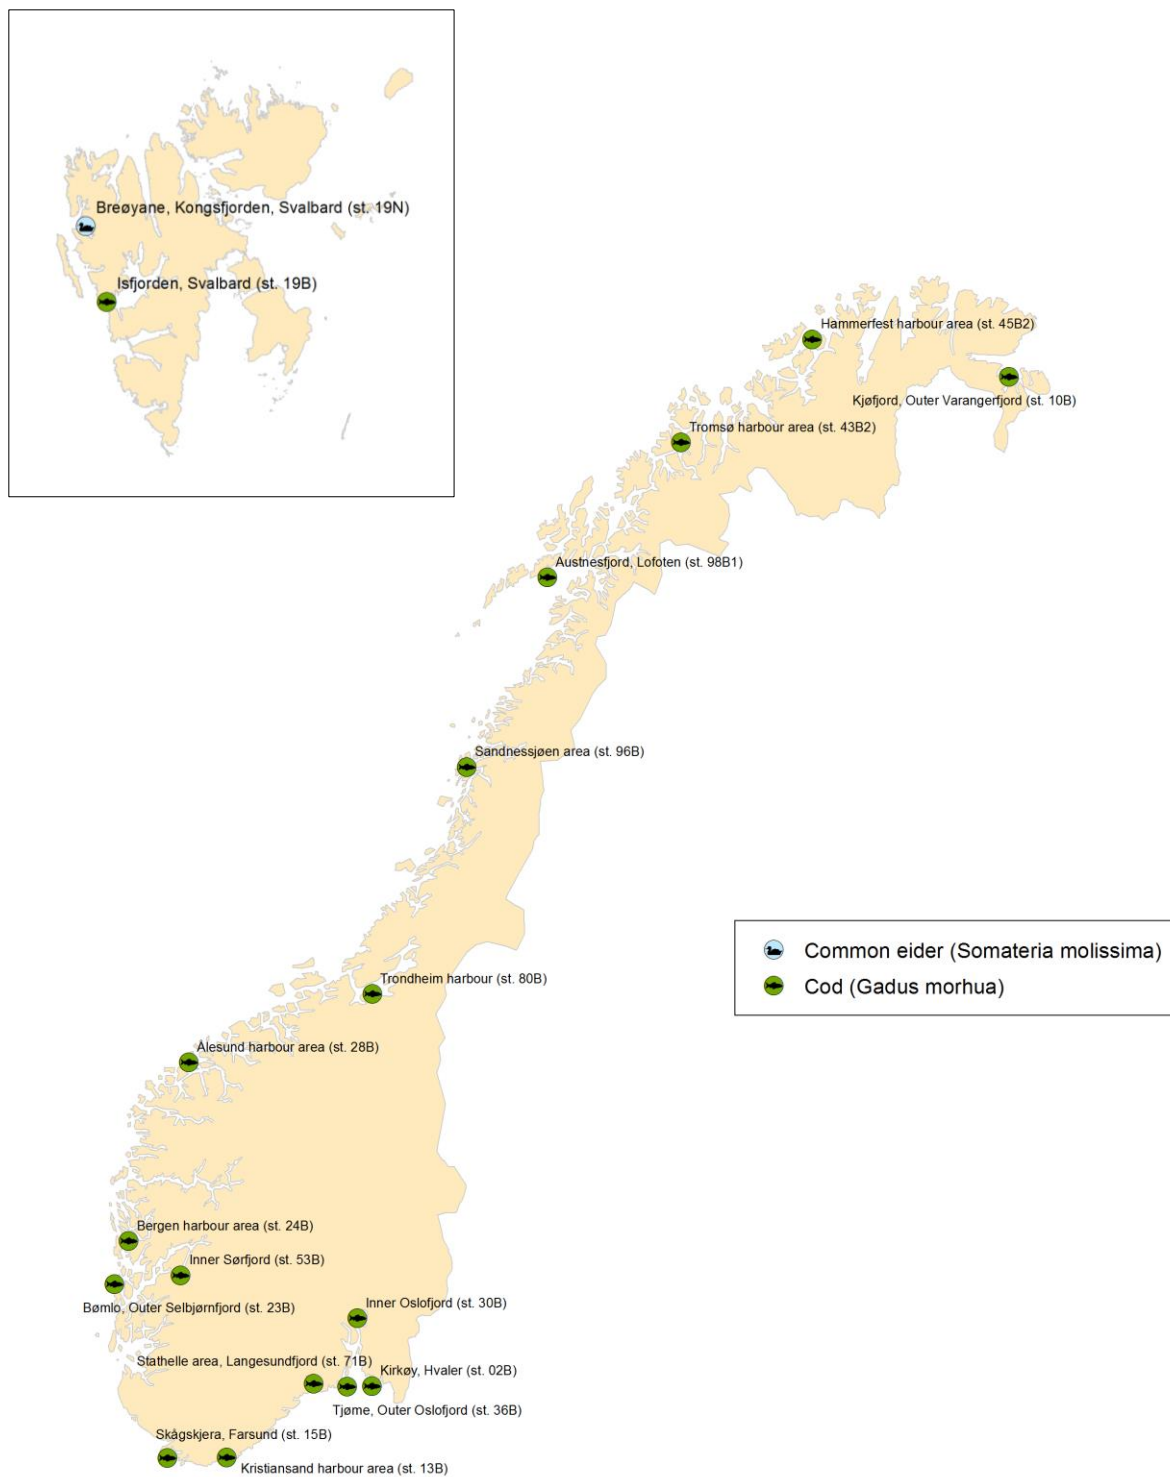 Breøyane, Kongsfjorden, Svalbard (st. 19N)
Isfjorden, Svalbard (st. 19B)
Hammerfest harbour area (st. 45B2)
Kjøfjord, Outer Varangerfjord (st. 10B)
Tromsø harbour area (st. 43B2)
Austnesfjord, Lofoten (st. 98B1)
Sandnessjøen area (st. 96B)
Common eider (Somateria molissima)
Cod (Gadus morhua)
Trondheim harbour (st. 80B)
Ålesund harbour area (st. 28B)
Bergen harbour area (st. 24B)
Inner Sørfjord (st. 53B)
Bømlo, Outer Selbjørnfjord (st. 23B)
Inner Oslofjord (st. 30B)
Stathelle area, Langesundfjord (st. 71B)
Kirkøy, Hvaler (st. 02B)
Tjøme, Outer Oslofjord (st. 36B)
Skågskjera, Farsund (st. 15B)
Kristiansand harbour area (st. 13B)